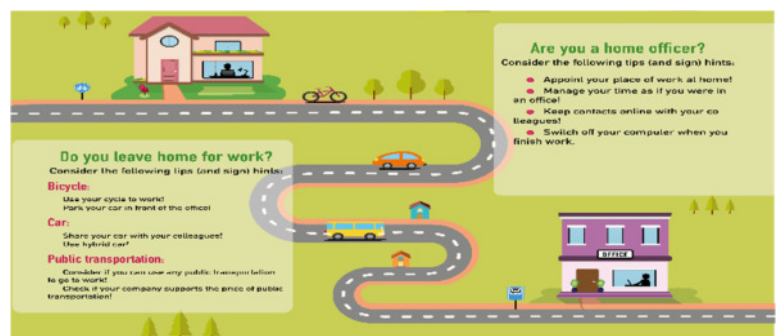 Are you a home officer?
Consider the following tips (and sign) hints:
Appoint your place of work at home!
Manage your time as if you were in
an office!
Keep contacts online with your co
lleagues!
Switch off your computer when you
finish work.
Do you leave home for work?
Consider the following tips (and sign) hints:
Bicycle:
Use your cycle to work!
Park your car in front of the office!
Car:
Share your car with your colleagues!
Use hybrid car!
Public transportation:
Consider if you can use any public transportation
to go to work!
Check if your company supports the price of public
transportation!
OFFICE